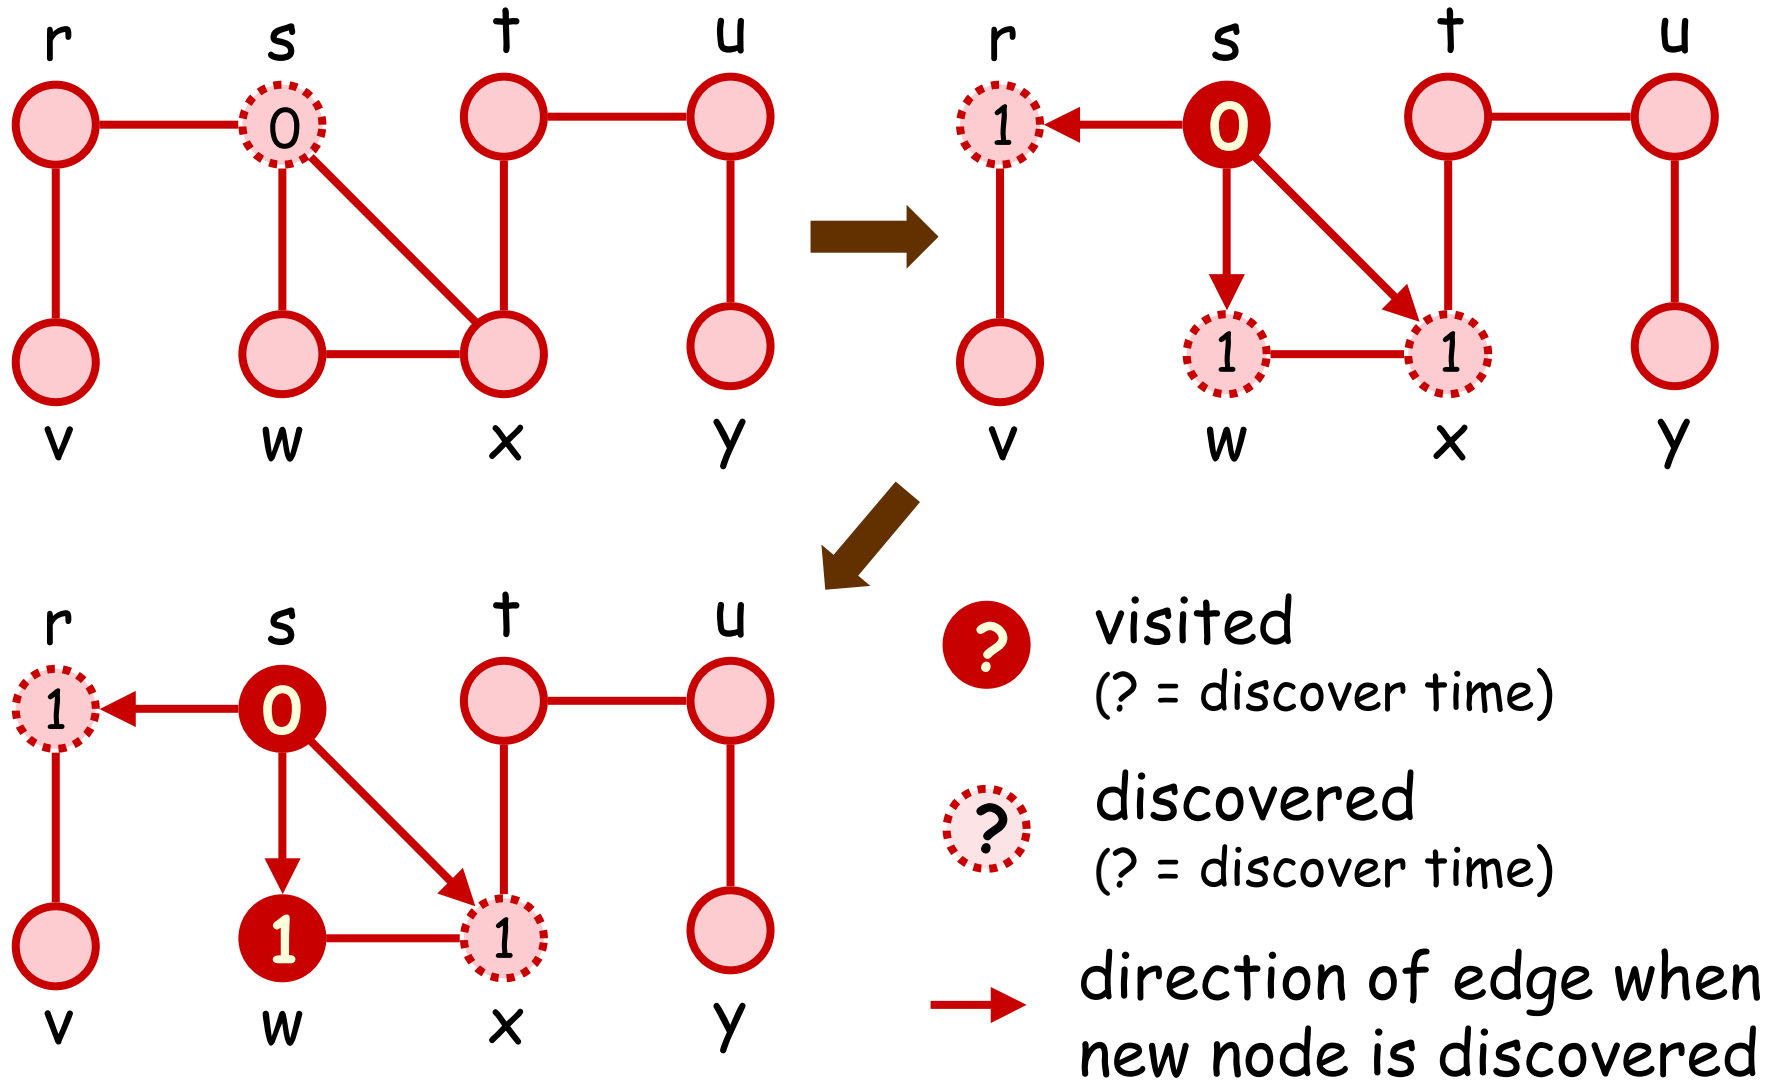 r s t u
0
v w x y
r s t u
1 0
1 1
v w x y
r s t u
1 0
1 1
v w x y
? visited
(? = discover time)
? discovered
(? = discover time)
direction of edge when
new node is discovered